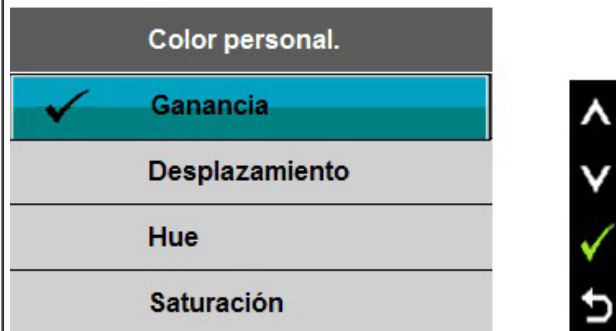 Color personal.
Ganancia
Desplazamiento
Hue
Saturación